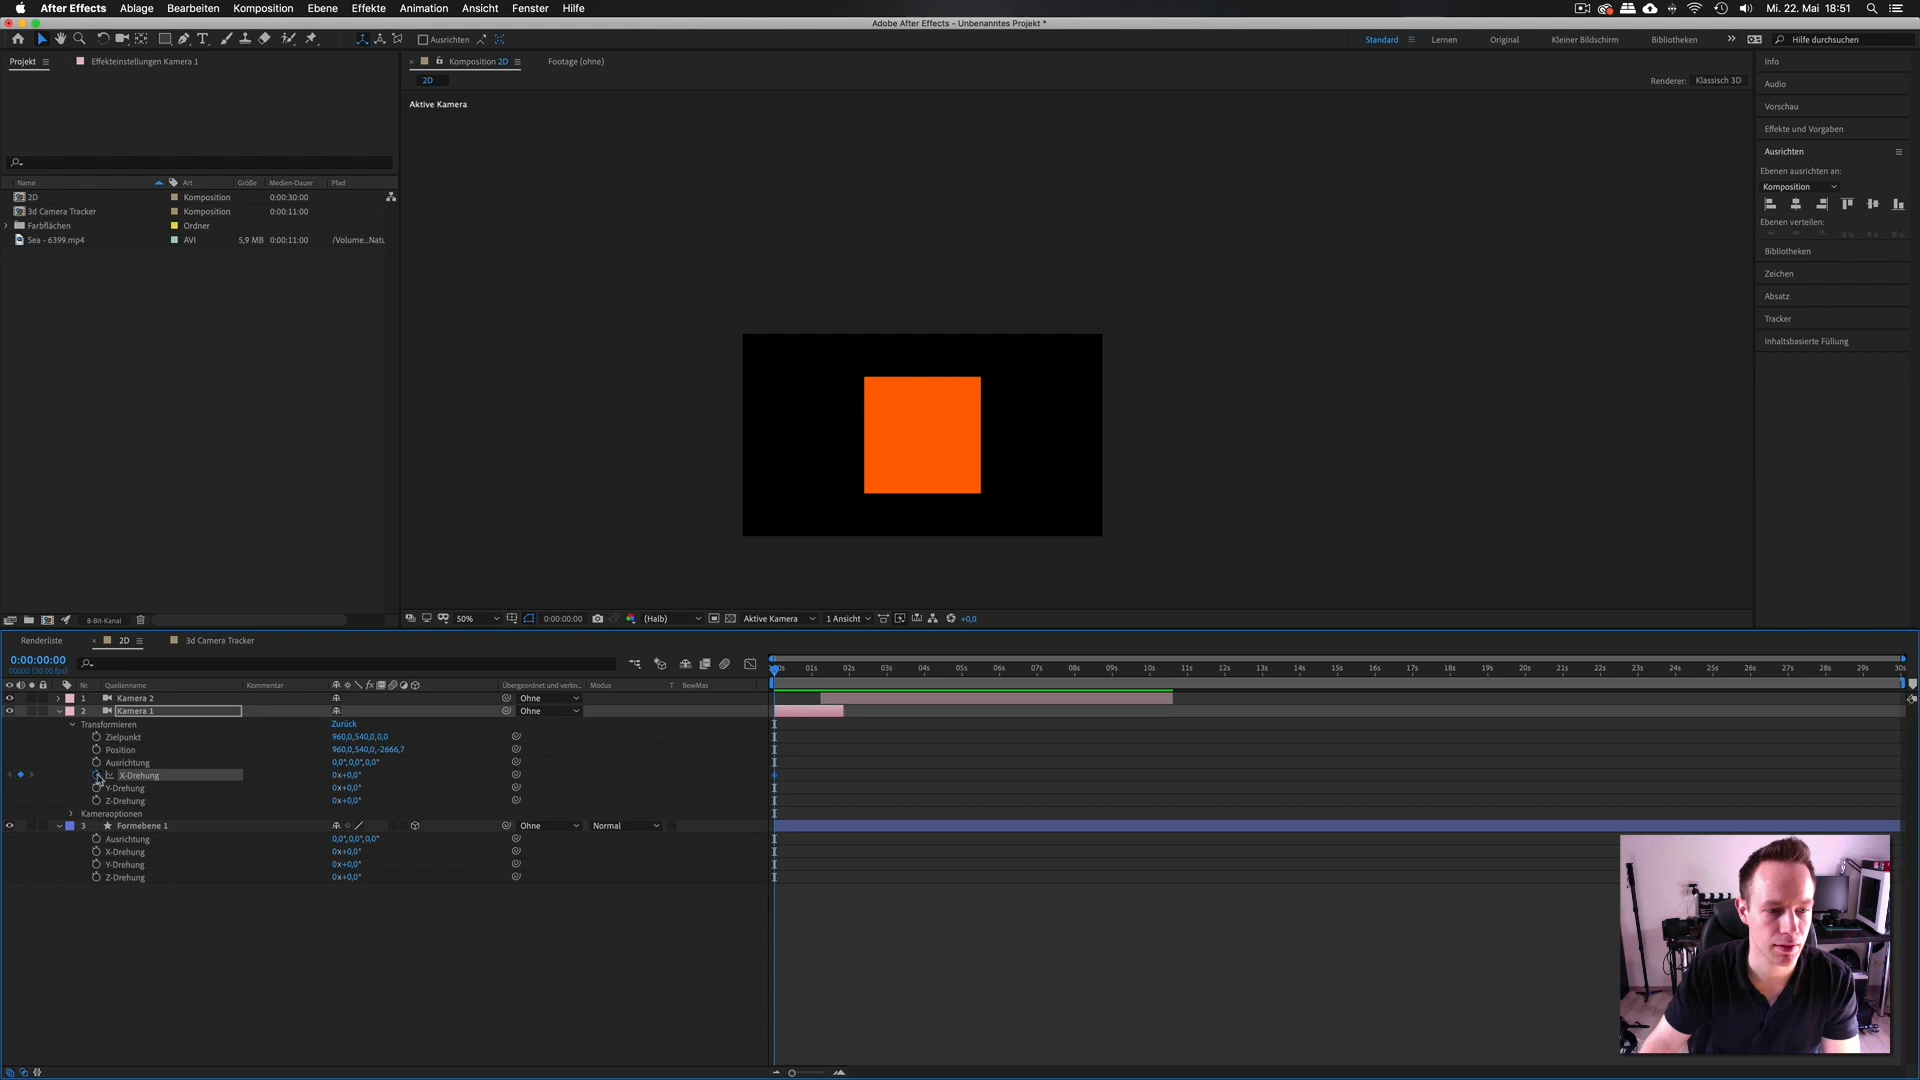 After Effects Ablage Bearbeiten Komposition Ebene Effekte Animation Ansicht Fenster Hilfe Mi. 22. Mai 18:51
Adobe After Effects - Unbenanntes Projekt *
Ausrichten Standard Lernen Original Kleiner Bildschirm Bibliotheken Hilfe durchsuchen
Projekt Effekteinstellungen Kamera 1 Komposition 2D Footage (ohne) Info
2D Renderer: Klassisch 3D
Audio
Aktive Kamera
Vorschau
Effekte und Vorgaben
Ausrichten
Ebenen ausrichten an:
Komposition
Ebenen verteilen:
Bibliotheken
Zeichen
Absatz
Tracker
Inhaltsbasierte Füllung
Name Art Größe Medien-Dauer Pfad
2D Komposition 0:00:30:00
3d Camera Tracker Komposition 0:00:11:00
Farbflächen Ordner
Sea - 6399.mp4 AVI 5,9 MB 0:00:11:00 /Volume...Natu
8-Bit-Kanal 50% 0:00:00:00 (Halb) Aktive Kamera 1 Ansicht +0,0
Renderliste 2D 3d Camera Tracker
0:00:00:00
00000 (30.00 fps)
01s 02s 03s 04s 05s 06s 07s 08s 09s 10s 11s 12s 13s 14s 15s 16s 17s 18s 19s 20s 21s 22s 23s 24s 25s 26s 27s 28s 29s 30s
Nr. Quellenname Kommentar fx Übergeordnet und verkn... Modus T BewMas
1 Kamera 2 Ohne
2 Kamera 1 Ohne
Transformieren Zurück
Zielpunkt 960,0,540,0,0,0
Position 960,0,540,0,-2666,7
Ausrichtung 0,0°,0,0°,0,0°
X-Drehung 0x+0,0°
Y-Drehung 0x+0,0°
Z-Drehung 0x+0,0°
Kameraoptionen
3 Formebene 1 Ohne Normal
Ausrichtung 0,0°,0,0°,0,0°
X-Drehung 0x+0,0°
Y-Drehung 0x+0,0°
Z-Drehung 0x+0,0°